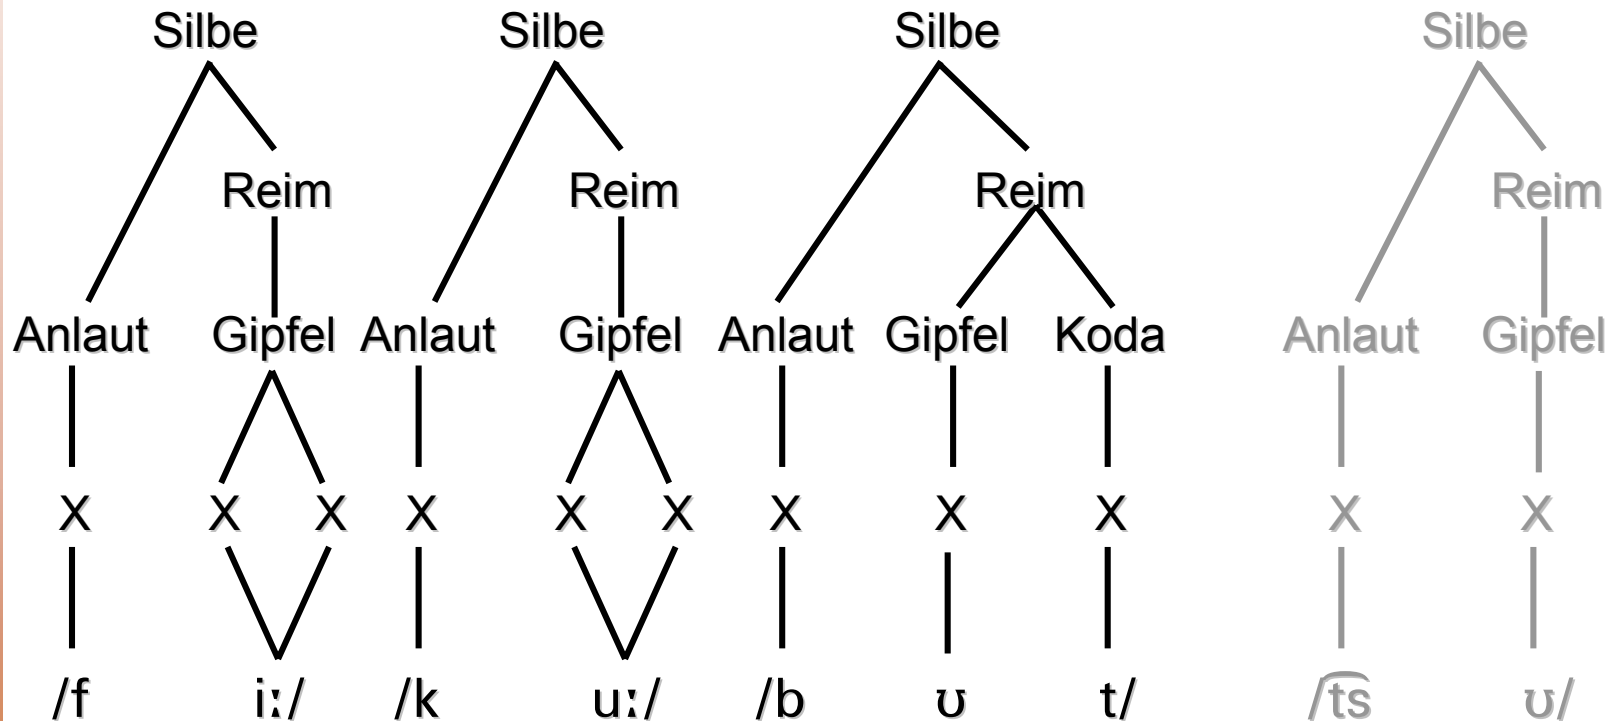 Silbe Silbe Silbe Silbe
Reim Reim Reim Reim
Anlaut Gipfel Anlaut Gipfel Anlaut Gipfel Koda Anlaut Gipfel
X X X X X X X X X X X
/f iː/ /k uː/ /b ʊ t/ /t͡s ʊ/